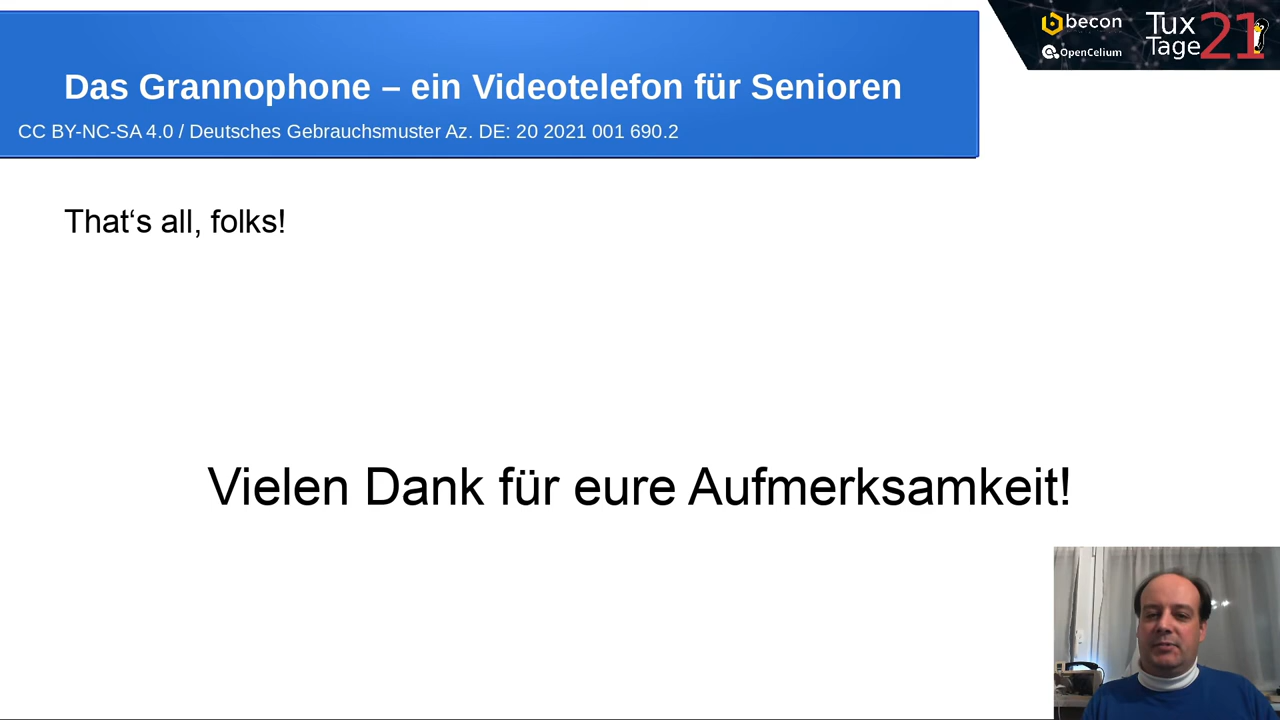 Das Grannophone – ein Videotelefon für Senioren
CC BY-NC-SA 4.0 / Deutsches Gebrauchsmuster Az. DE: 20 2021 001 690.2
becon
OpenCelium
Tux
Tage
21
That‘s all, folks!
Vielen Dank für eure Aufmerksamkeit!